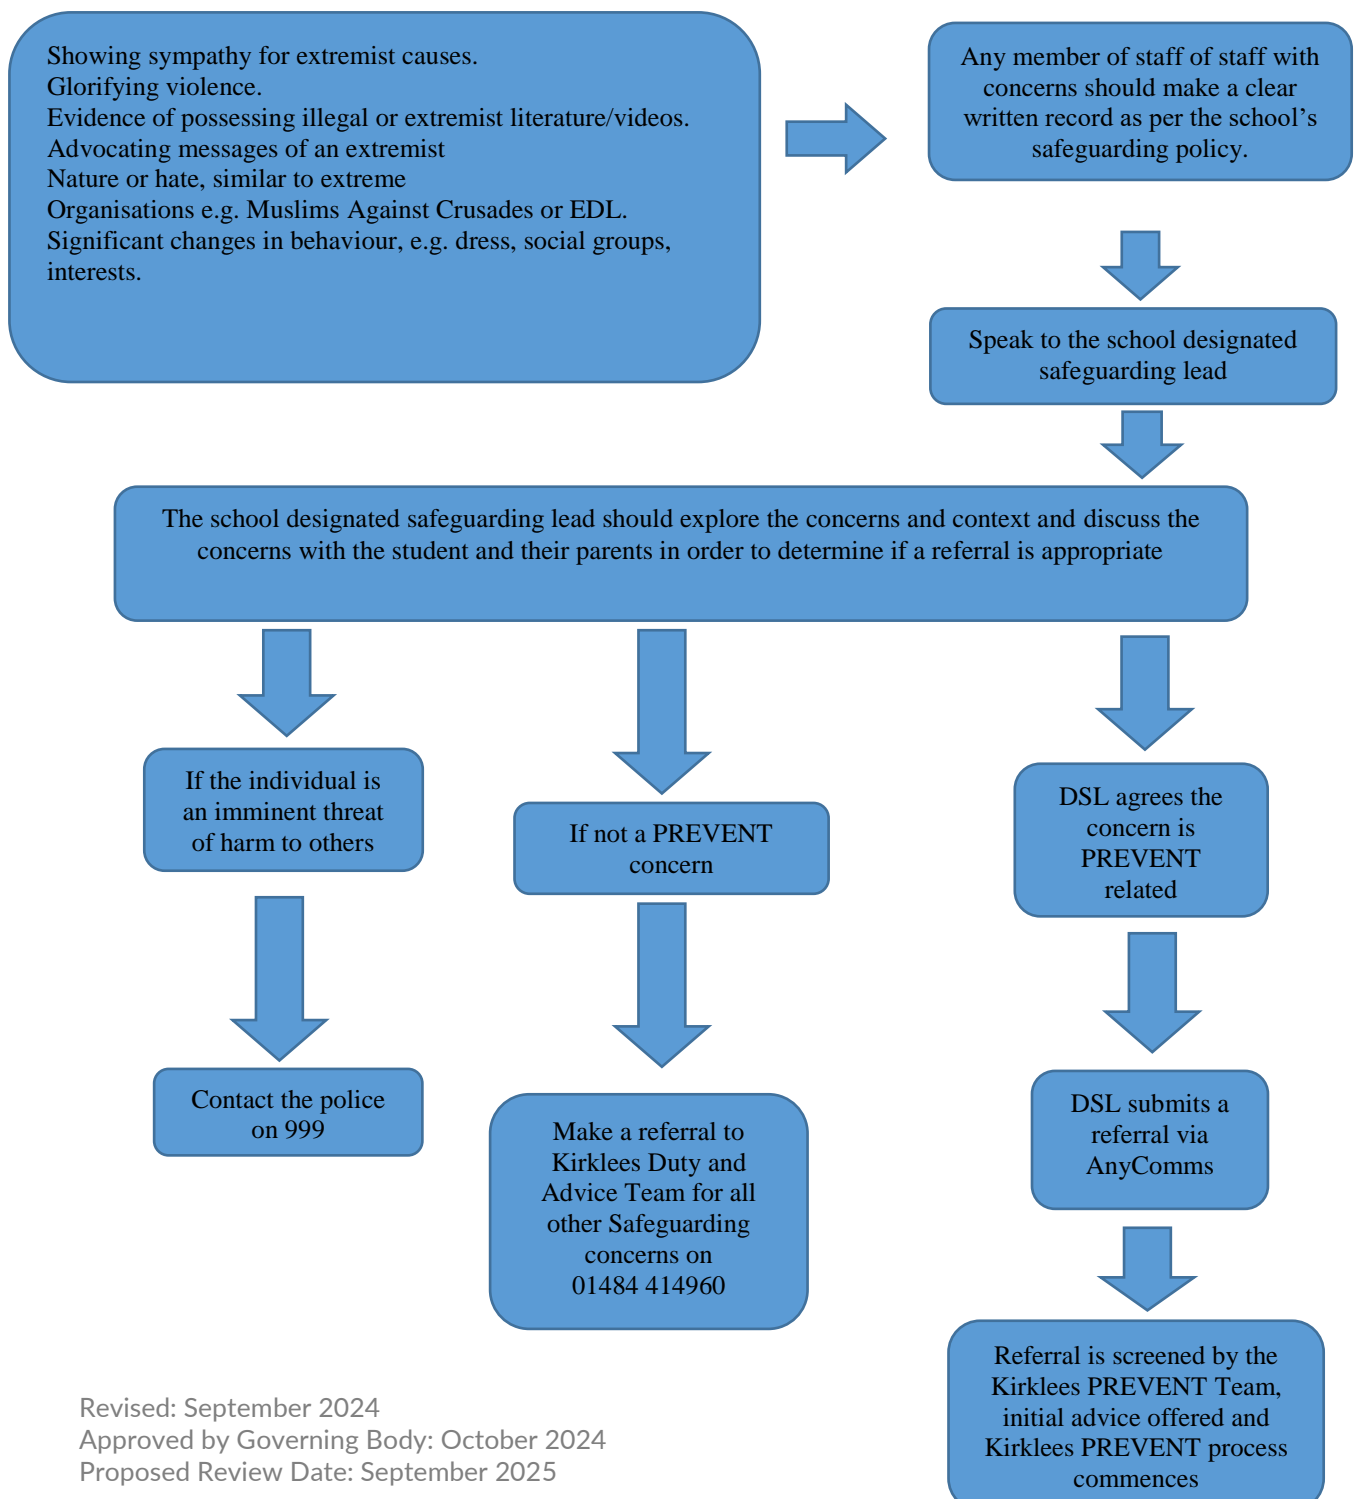 Showing sympathy for extremist causes.
Glorifying violence.
Evidence of possessing illegal or extremist literature/videos.
Advocating messages of an extremist
Nature or hate, similar to extreme
Organisations e.g. Muslims Against Crusades or EDL.
Significant changes in behaviour, e.g. dress, social groups,
interests.
Any member of staff of staff with
concerns should make a clear
written record as per the school’s
safeguarding policy.
Speak to the school designated
safeguarding lead
The school designated safeguarding lead should explore the concerns and context and discuss the
concerns with the student and their parents in order to determine if a referral is appropriate
If the individual is
an imminent threat
of harm to others
Contact the police
on 999
If not a PREVENT
concern
Make a referral to
Kirklees Duty and
Advice Team for all
other Safeguarding
concerns on
01484 414960
DSL agrees the
concern is
PREVENT
related
DSL submits a
referral via
AnyComms
Referral is screened by the
Kirklees PREVENT Team,
initial advice offered and
Kirklees PREVENT process
commences
Revised: September 2024
Approved by Governing Body: October 2024
Proposed Review Date: September 2025